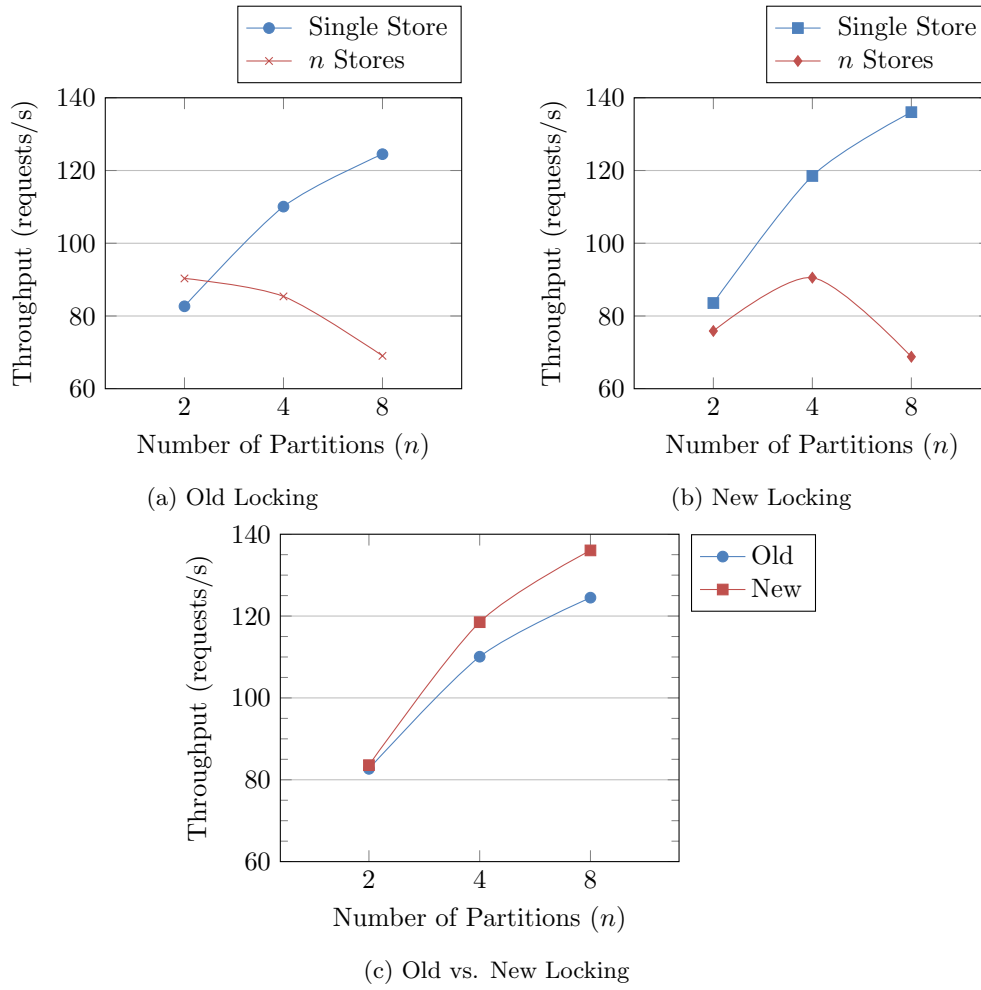 Single Store
n Stores
140
120
100
80
60
2 4 8
Throughput (requests/s)
Number of Partitions (n)
(a) Old Locking
Single Store
n Stores
140
120
100
80
60
2 4 8
Throughput (requests/s)
Number of Partitions (n)
(b) New Locking
Old
New
140
120
100
80
60
2 4 8
Throughput (requests/s)
Number of Partitions (n)
(c) Old vs. New Locking